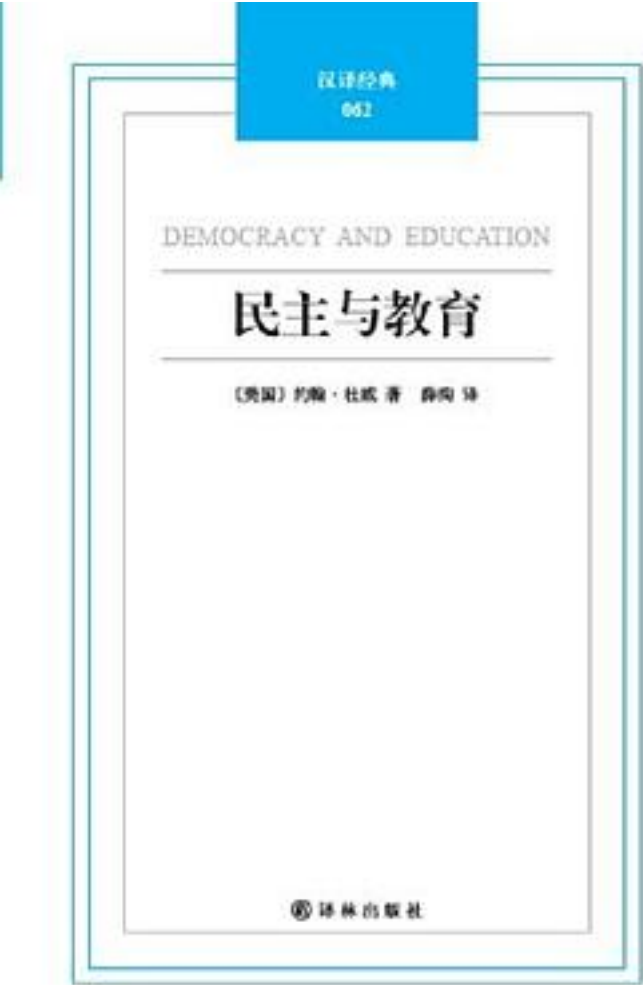 汉译经典
062
DEMOCRACY AND EDUCATION
民主与教育
〔美国〕约翰·杜威 著 薛绚 译
译林出版社